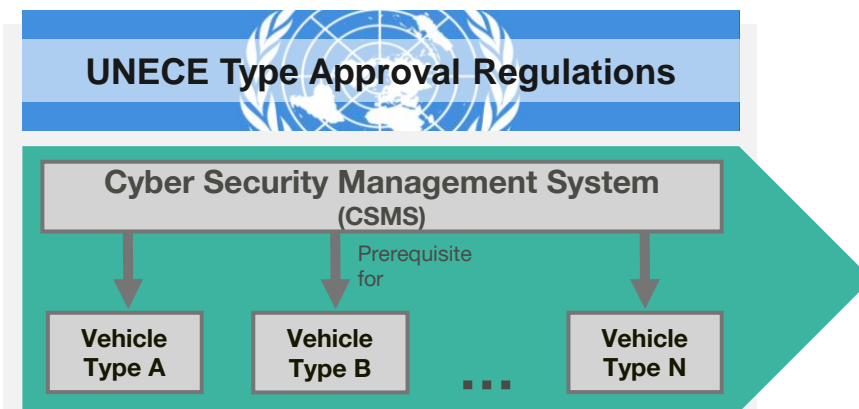 UNECE Type Approval Regulations
Cyber Security Management System
(CSMS)
Prerequisite
for
Vehicle
Type A
Vehicle
Type B
...
Vehicle
Type N